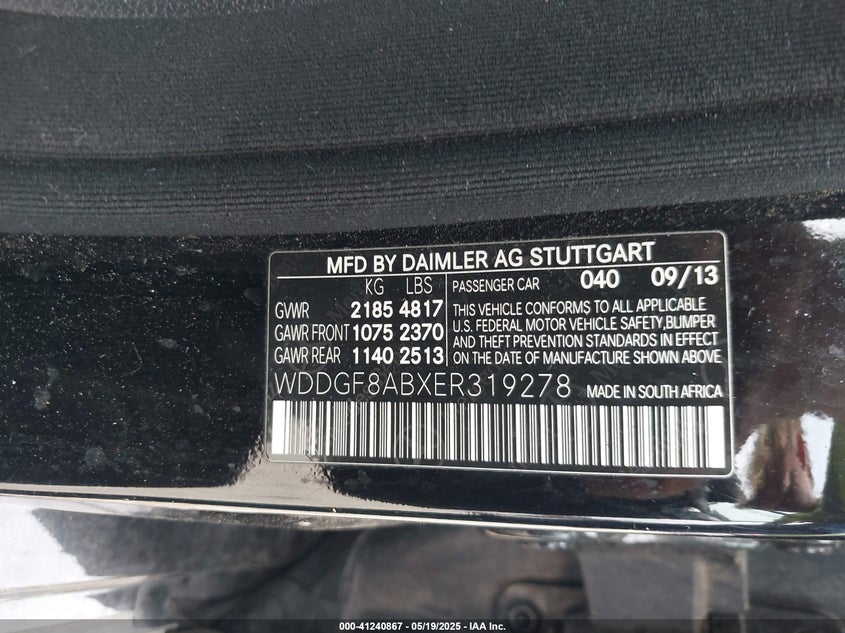 MFD BY DAIMLER AG STUTTGART
KG LBS
GVWR 2185 4817
GAWR FRONT 1075 2370
GAWR REAR 1140 2513
PASSENGER CAR 040 09/13
THIS VEHICLE CONFORMS TO ALL APPLICABLE
U.S. FEDERAL MOTOR VEHICLE SAFETY,BUMPER
AND THEFT PREVENTION STANDARDS IN EFFECT
ON THE DATE OF MANUFACTURE SHOWN ABOVE
WDDGF8ABXER319278 MADE IN SOUTH AFRICA
000-41240867 - 05/19/2025 - IAA Inc.